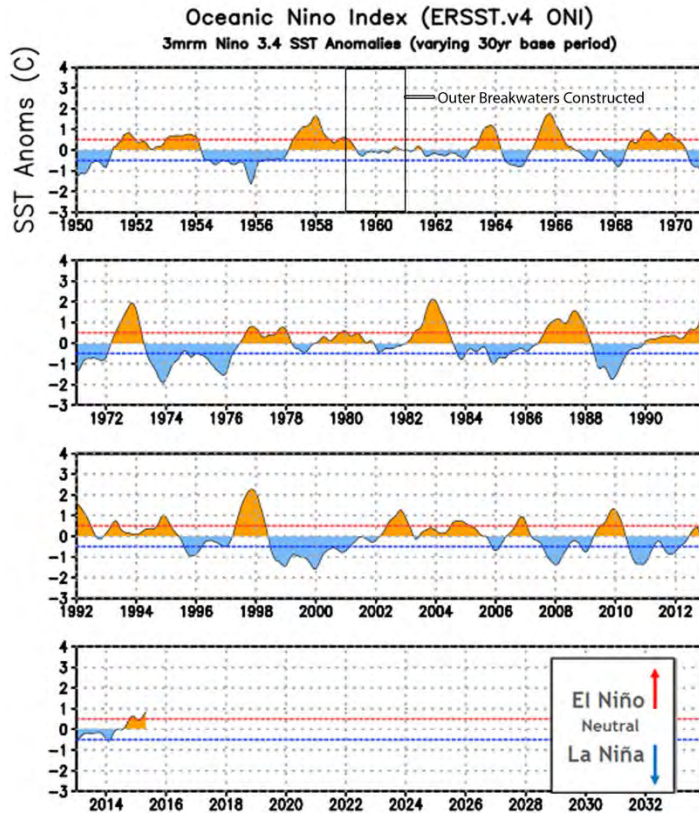 Oceanic Nino Index (ERSST.v4 ONI)
3mrm Nino 3.4 SST Anomalies (varying 30yr base period)
SST Anoms (C)
4
3
2
1
0
-1
-2
-3
Outer Breakwaters Constructed
1950 1952 1954 1956 1958 1960 1962 1964 1966 1968 1970
4
3
2
1
0
-1
-2
-3
1972 1974 1976 1978 1980 1982 1984 1986 1988 1990
4
3
2
1
0
-1
-2
-3
1992 1994 1996 1998 2000 2002 2004 2006 2008 2010 2012
4
3
2
1
0
-1
-2
-3
El Niño
Neutral
La Niña
2014 2016 2018 2020 2022 2024 2026 2028 2030 2032